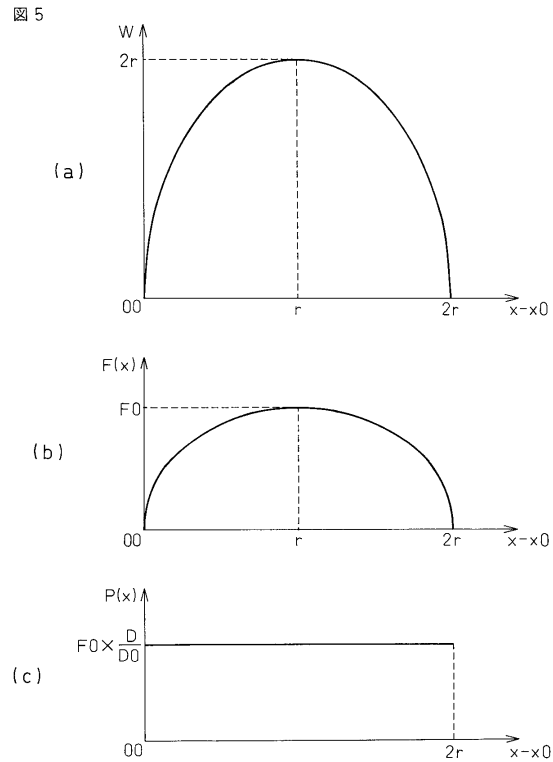 図 5
W
2r
(a)
00
r
2r
x-x0
F(x)
F0
(b)
00
r
2r
x-x0
P(x)
F0× D/D0
(c)
00
2r
x-x0